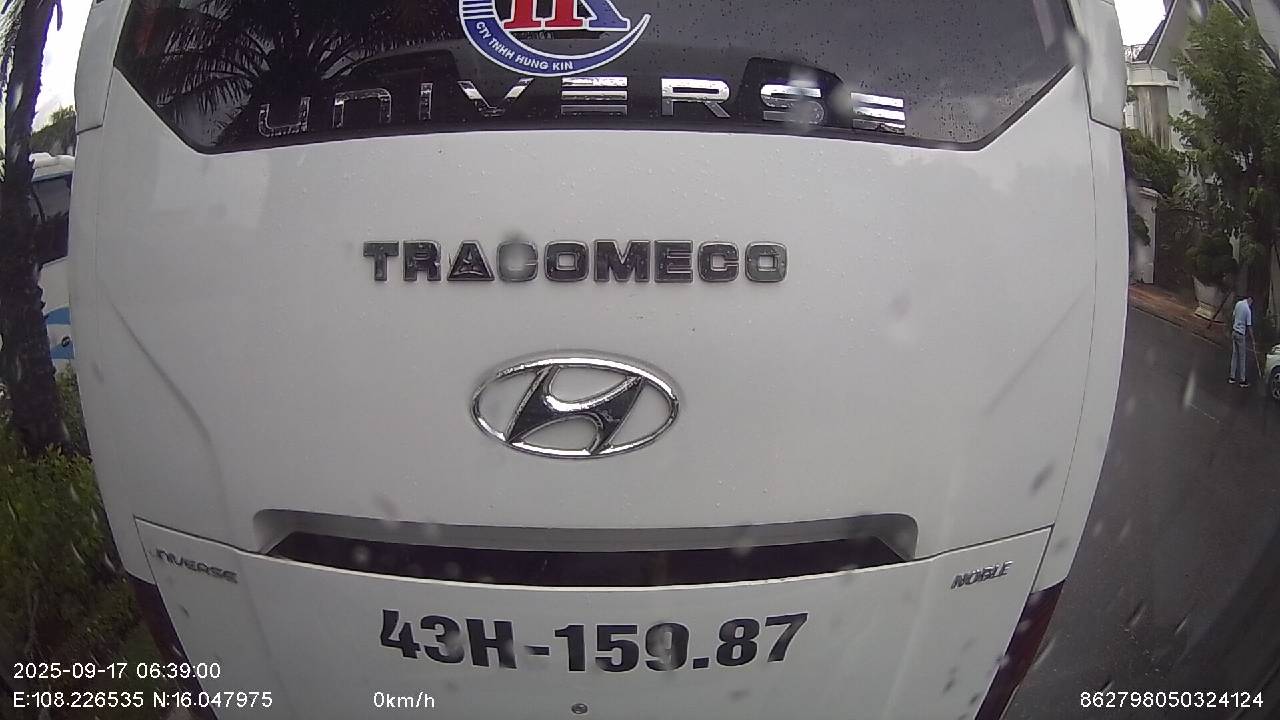 HK
CTY TNHH HUNG KIN
UNIVERSE
TRACOMECO
UNIVERSE
NOBLE
43H-159.87
2025-09-17 06:39:00
E:108.226535 N:16.047975
0km/h
862798050324124